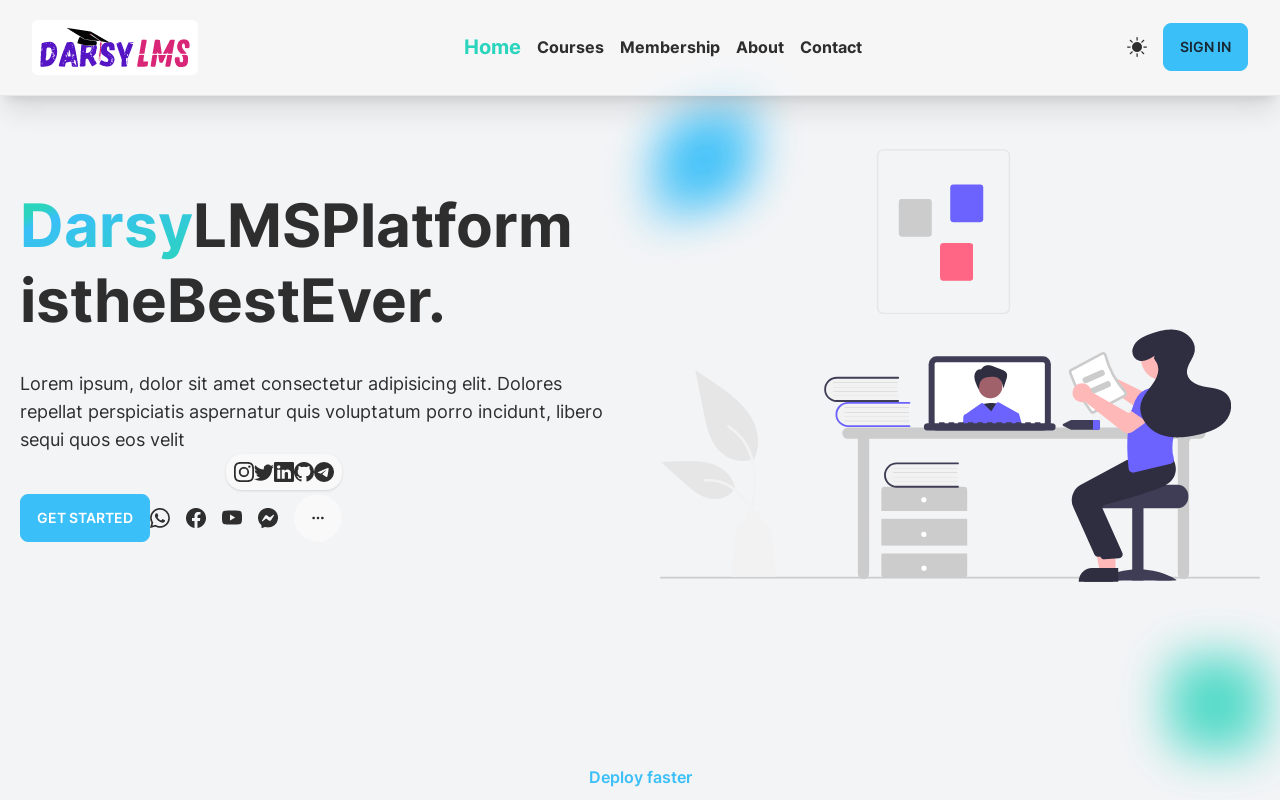 DARSY LMS
Home
Courses
Membership
About
Contact
SIGN IN
DarsyLMSPlatform
istheBestEver.
Lorem ipsum, dolor sit amet consectetur adipisicing elit. Dolores
repellat perspiciatis aspernatur quis voluptatum porro incidunt, libero
sequi quos eos velit
GET STARTED
Deploy faster